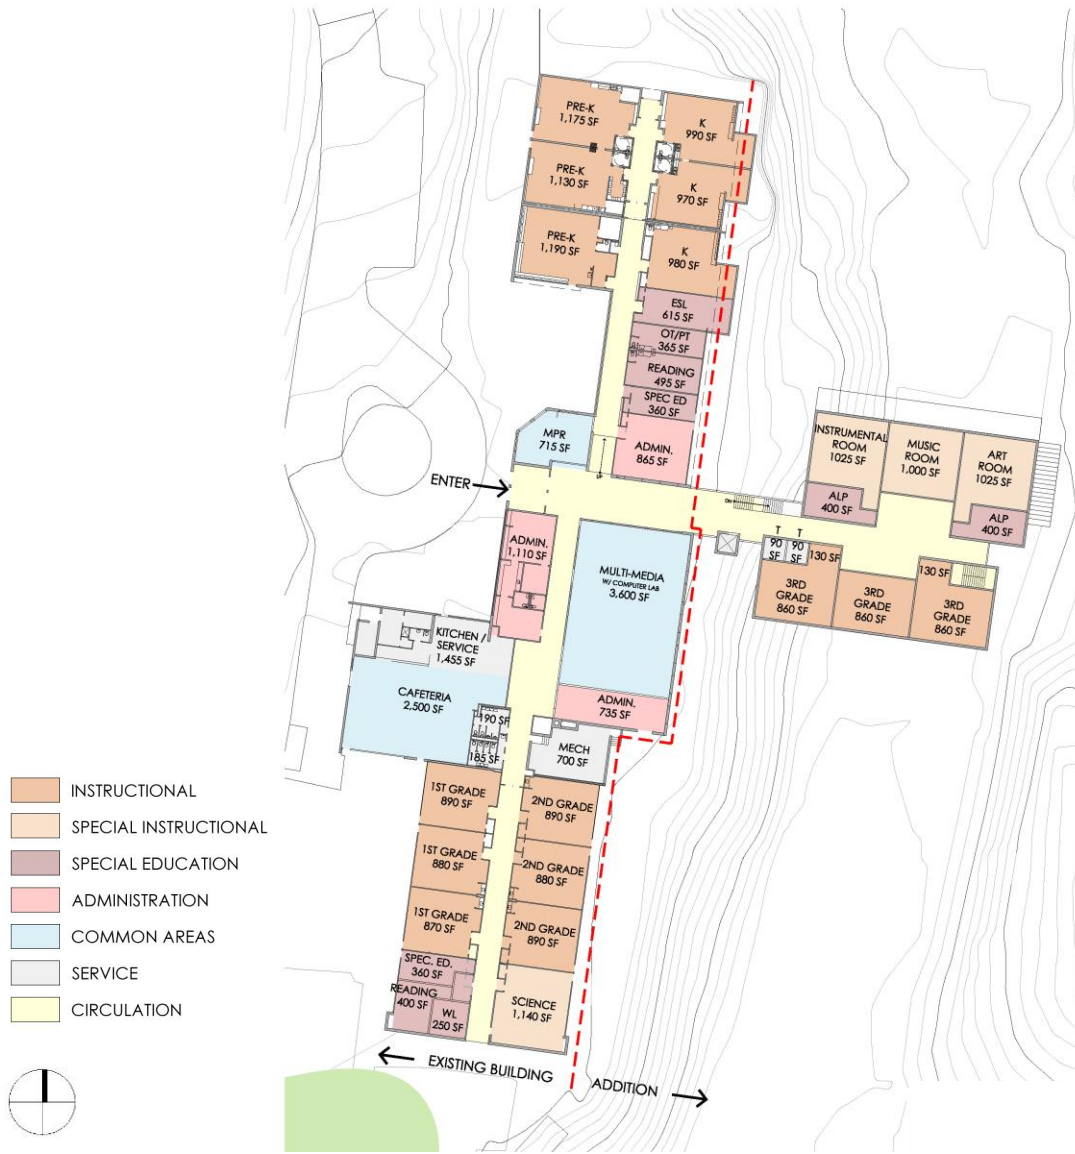 PRE-K
1,175 SF
K
990 SF
PRE-K
1,130 SF
K
970 SF
PRE-K
1,190 SF
K
980 SF
ESL
615 SF
OT/PT
365 SF
READING
495 SF
SPEC ED
360 SF
MPR
715 SF
ADMIN.
865 SF
INSTRUMENTAL
ROOM
1025 SF
MUSIC
ROOM
1,000 SF
ART
ROOM
1025 SF
ENTER
ALP
400 SF
ALP
400 SF
ADMIN.
1,110 SF
T
90
SF
T
90
SF
130 SF
130 SF
MULTI-MEDIA
W/ COMPUTER LAB
3,600 SF
3RD
GRADE
860 SF
3RD
GRADE
860 SF
3RD
GRADE
860 SF
KITCHEN /
SERVICE
1,455 SF
CAFETERIA
2,500 SF
ADMIN.
735 SF
190 SF
185 SF
MECH
700 SF
1ST GRADE
890 SF
2ND GRADE
890 SF
1ST GRADE
880 SF
2ND GRADE
880 SF
1ST GRADE
870 SF
2ND GRADE
890 SF
SPEC. ED.
360 SF
READING
400 SF
WL
250 SF
SCIENCE
1,140 SF
INSTRUCTIONAL
SPECIAL INSTRUCTIONAL
SPECIAL EDUCATION
ADMINISTRATION
COMMON AREAS
SERVICE
CIRCULATION
EXISTING BUILDING
ADDITION